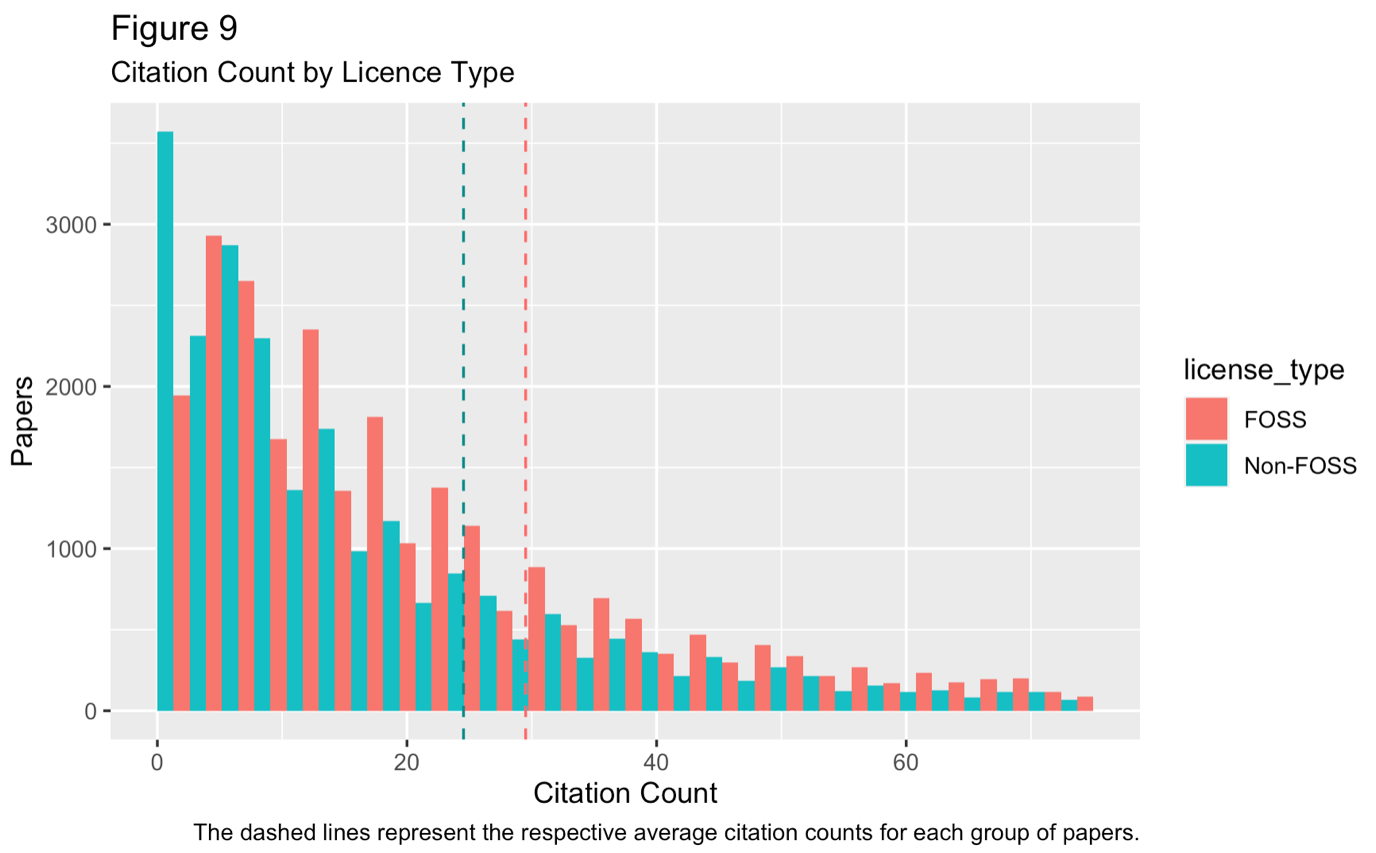 Figure 9
Citation Count by Licence Type
Papers
3000
2000
1000
0
0 20 40 60
Citation Count
license_type
FOSS
Non-FOSS
The dashed lines represent the respective average citation counts for each group of papers.